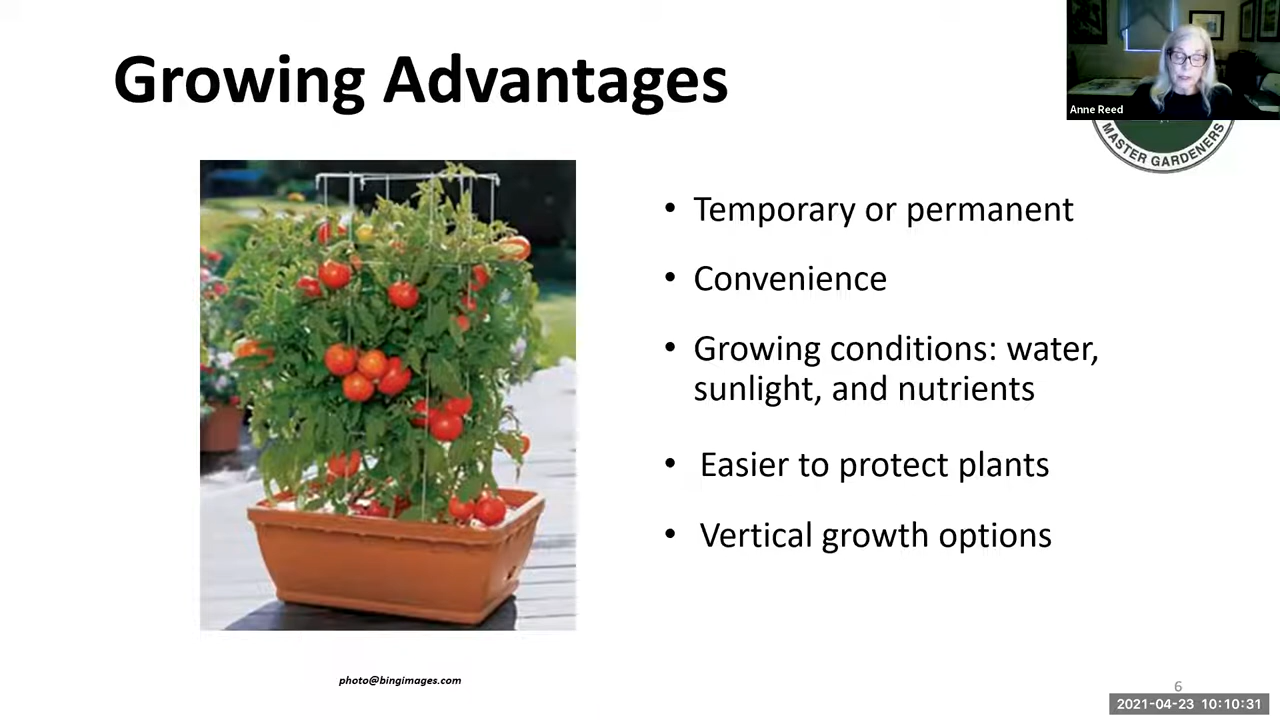 Growing Advantages
Anne Reed
MASTER GARDENERS
• Temporary or permanent
• Convenience
• Growing conditions: water,
sunlight, and nutrients
• Easier to protect plants
• Vertical growth options
photo@bingimages.com
6
2021-04-23 10:10:31